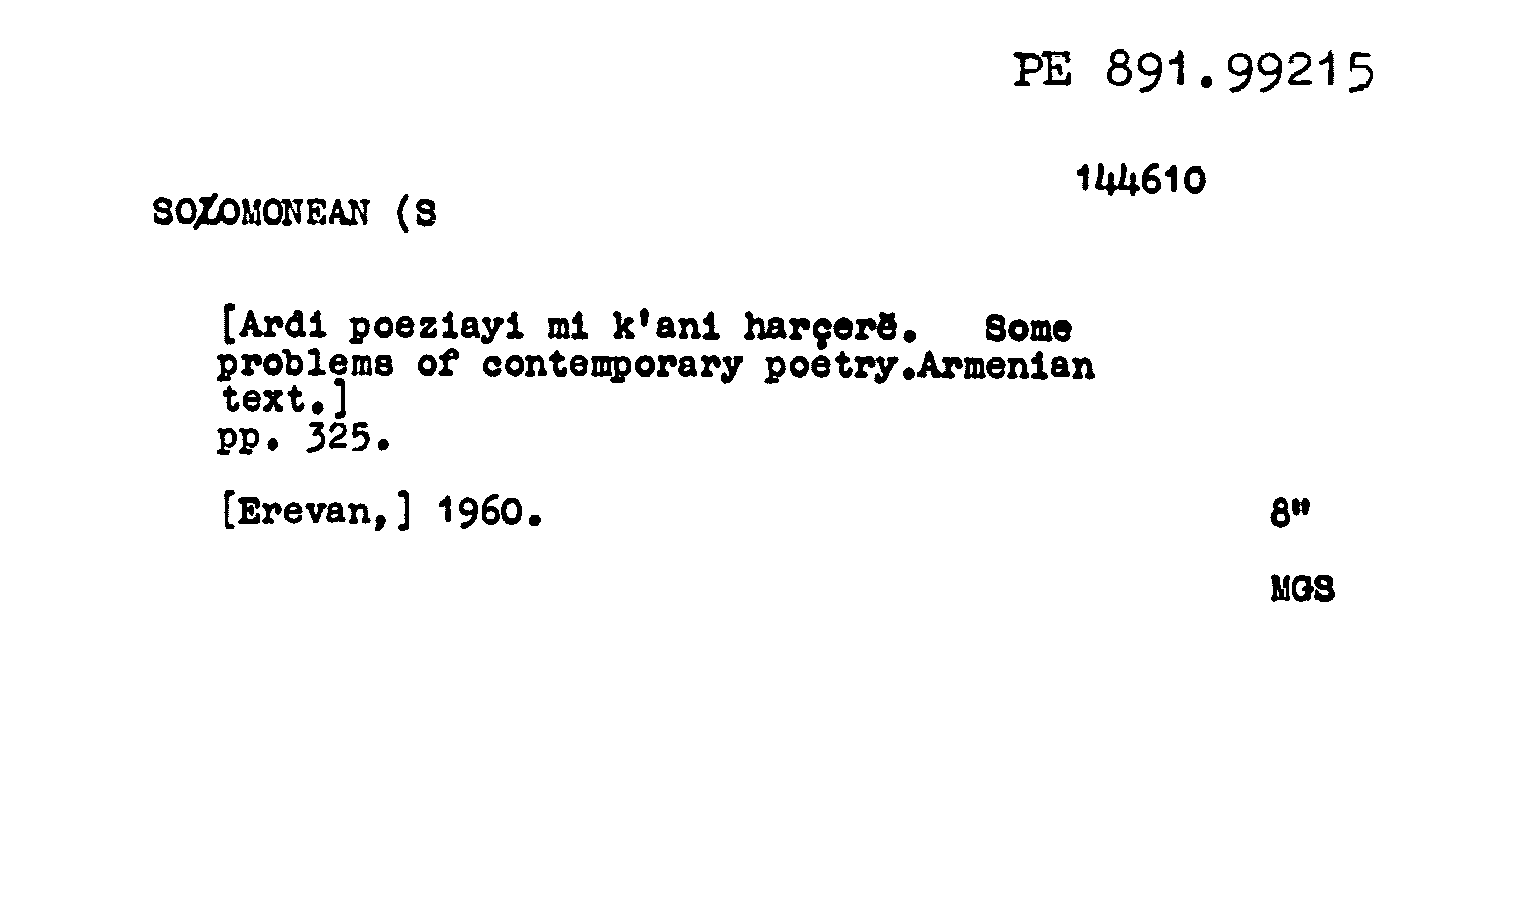 PE 891.99215
144610
SOŁOMONEAN (S
[Ardi poeziayi mi k'ani harçerĕ. Some
problems of contemporary poetry.Armenian
text.]
pp. 325.
[Erevan,] 1960. 8"
MGS